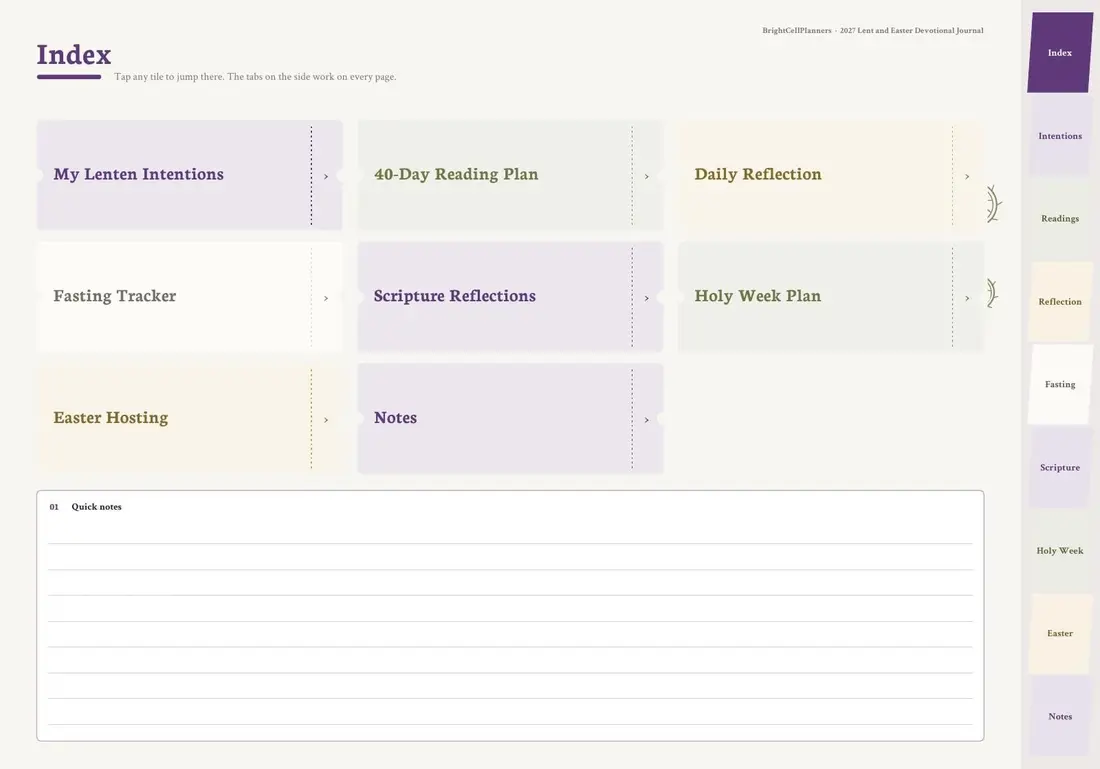 BrightCellPlanners · 2027 Lent and Easter Devotional Journal
Index
Tap any tile to jump there. The tabs on the side work on every page.
My Lenten Intentions ›
40-Day Reading Plan ›
Daily Reflection ›
Fasting Tracker ›
Scripture Reflections ›
Holy Week Plan ›
Easter Hosting ›
Notes ›
01 Quick notes
Index
Intentions
Readings
Reflection
Fasting
Scripture
Holy Week
Easter
Notes